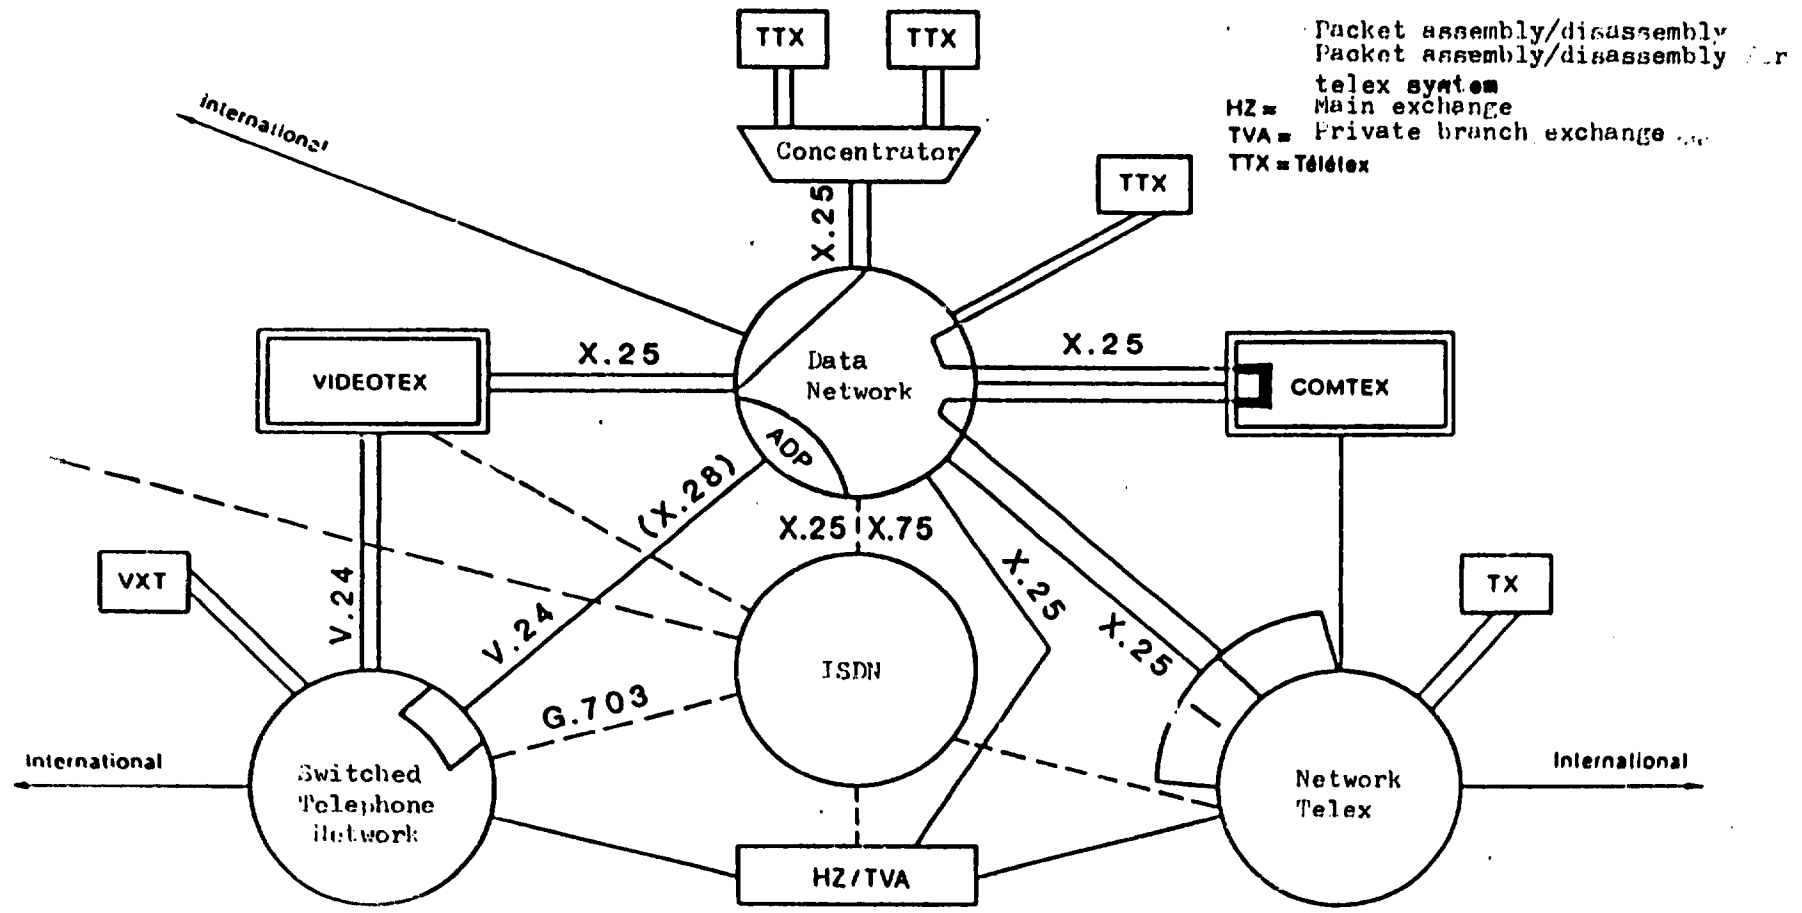 TTX
TTX
Packet assembly/disassembly
Packet assembly/disassembly
telex system
HZ = Main exchange
TVA = Private branch exchange
TTX = Télétex
International
Concentrator
TTX
X.25
VIDEOTEX
X.25
Data
Network
X.25
COMTEX
ADP
(X.28)
X.25
X.75
VXT
V.24
V.24
X.25
X.25
TX
ISDN
G.703
International
Switched
Telephone
Network
Network
Telex
International
HZ/TVA